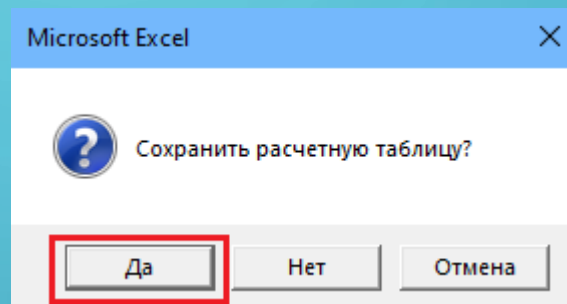 Microsoft Excel
Сохранить расчетную таблицу?
Да
Нет
Отмена